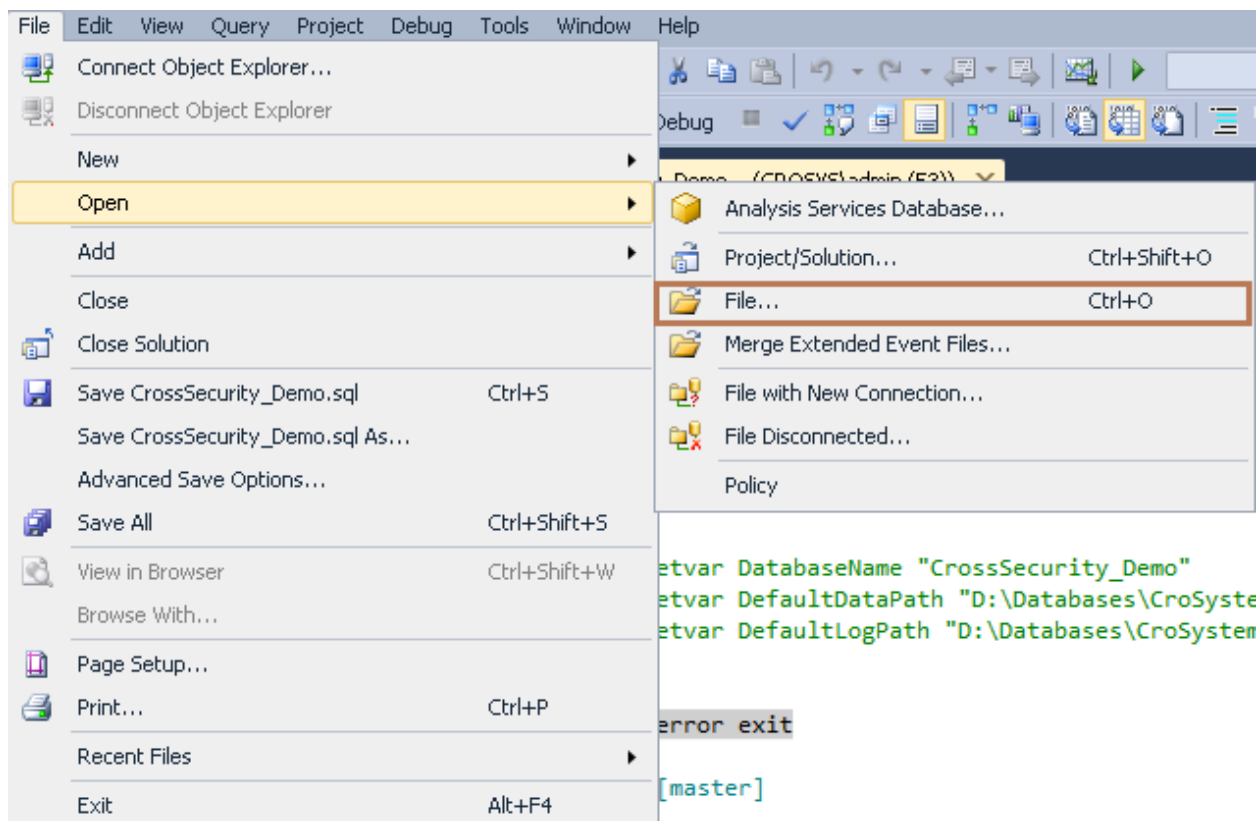 File Edit View Query Project Debug Tools Window Help
Connect Object Explorer...
Disconnect Object Explorer
New
Open
Add
Close
Close Solution
Save CrossSecurity_Demo.sql Ctrl+S
Save CrossSecurity_Demo.sql As...
Advanced Save Options...
Save All Ctrl+Shift+S
View in Browser Ctrl+Shift+W
Browse With...
Page Setup...
Print... Ctrl+P
Recent Files
Exit Alt+F4
Debug
Demo... (CROSYS\admin (53))
Analysis Services Database...
Project/Solution... Ctrl+Shift+O
File... Ctrl+O
Merge Extended Event Files...
File with New Connection...
File Disconnected...
Policy
etvar DatabaseName "CrossSecurity_Demo"
etvar DefaultDataPath "D:\Databases\CroSyste
etvar DefaultLogPath "D:\Databases\CroSystem
error exit
[master]